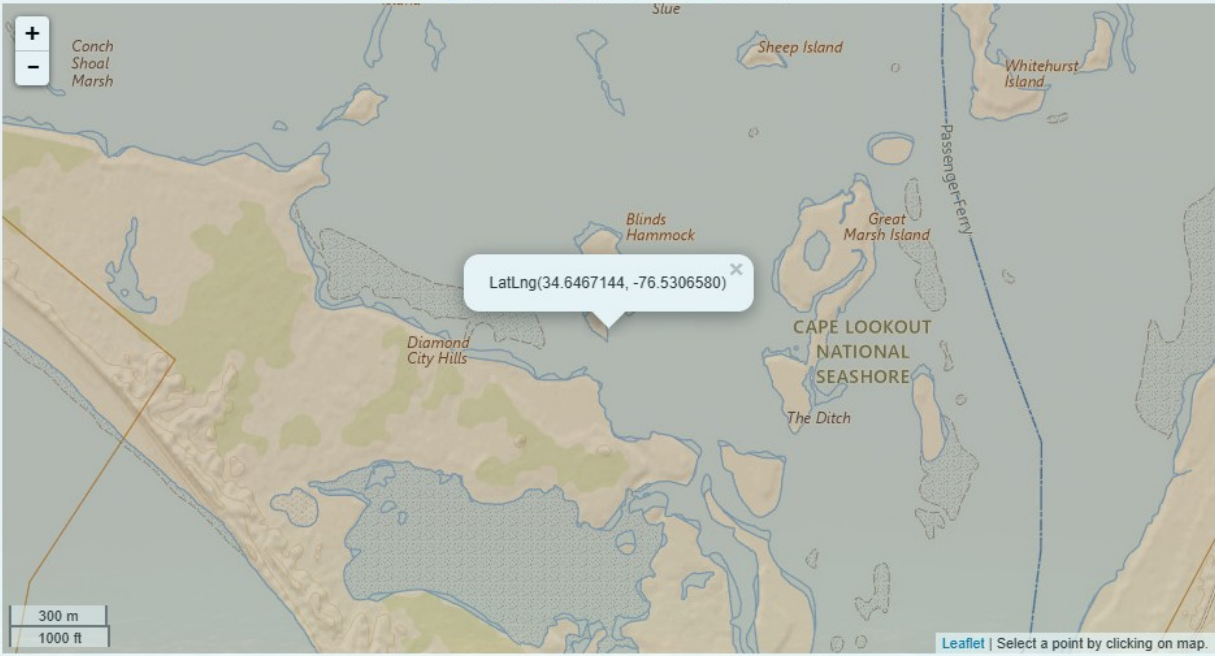 Island
Slue
+
−
Conch
Shoal
Marsh
Sheep Island
Whitehurst
Island
Passenger Ferry
Blinds
Hammock
Great
Marsh Island
×
LatLng(34.6467144, -76.5306580)
Diamond
City Hills
CAPE LOOKOUT
NATIONAL
SEASHORE
The Ditch
300 m
1000 ft
Leaflet | Select a point by clicking on map.